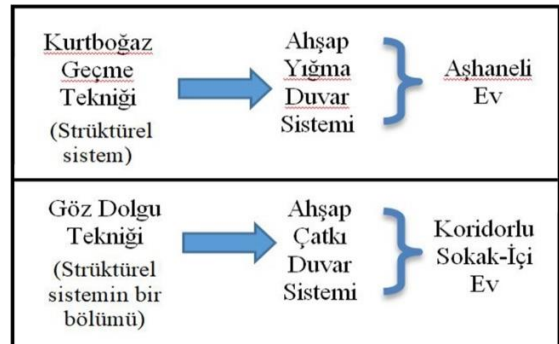 Kurtboğaz
Geçme
Tekniği
(Strüktürel
sistem)
Ahşap
Yığma
Duvar
Sistemi
Aşhaneli
Ev
Göz Dolgu
Tekniği
(Strüktürel
sistemin bir
bölümü)
Ahşap
Çatkı
Duvar
Sistemi
Koridorlu
Sokak-İçi
Ev